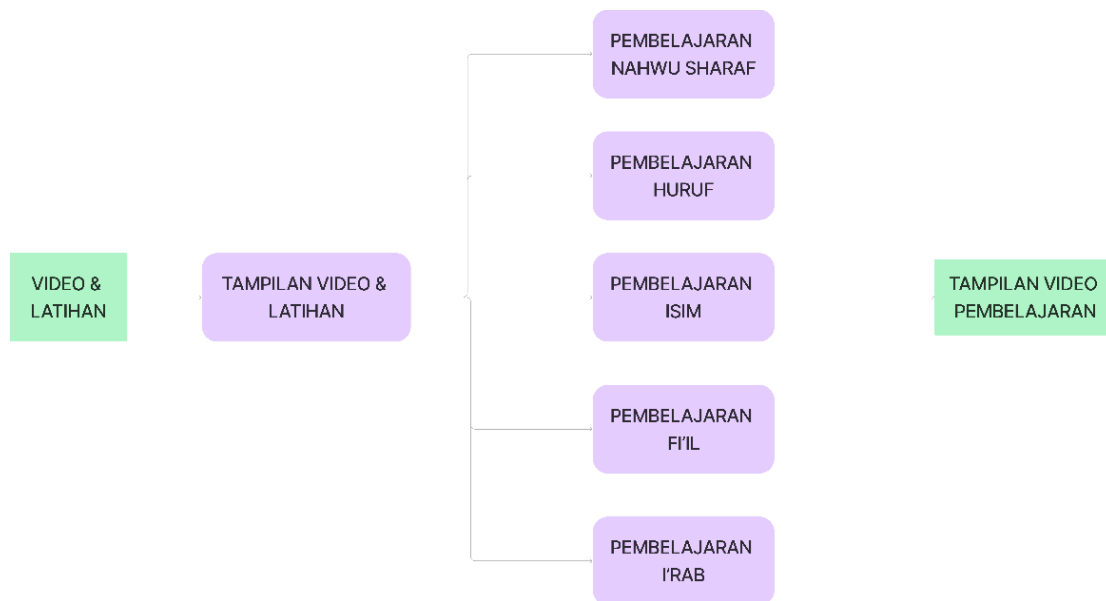 VIDEO &
LATIHAN
TAMPILAN VIDEO &
LATIHAN
PEMBELAJARAN
NAHWU SHARAF
PEMBELAJARAN
HURUF
PEMBELAJARAN
ISIM
PEMBELAJARAN
FI'IL
PEMBELAJARAN
I'RAB
TAMPILAN VIDEO
PEMBELAJARAN